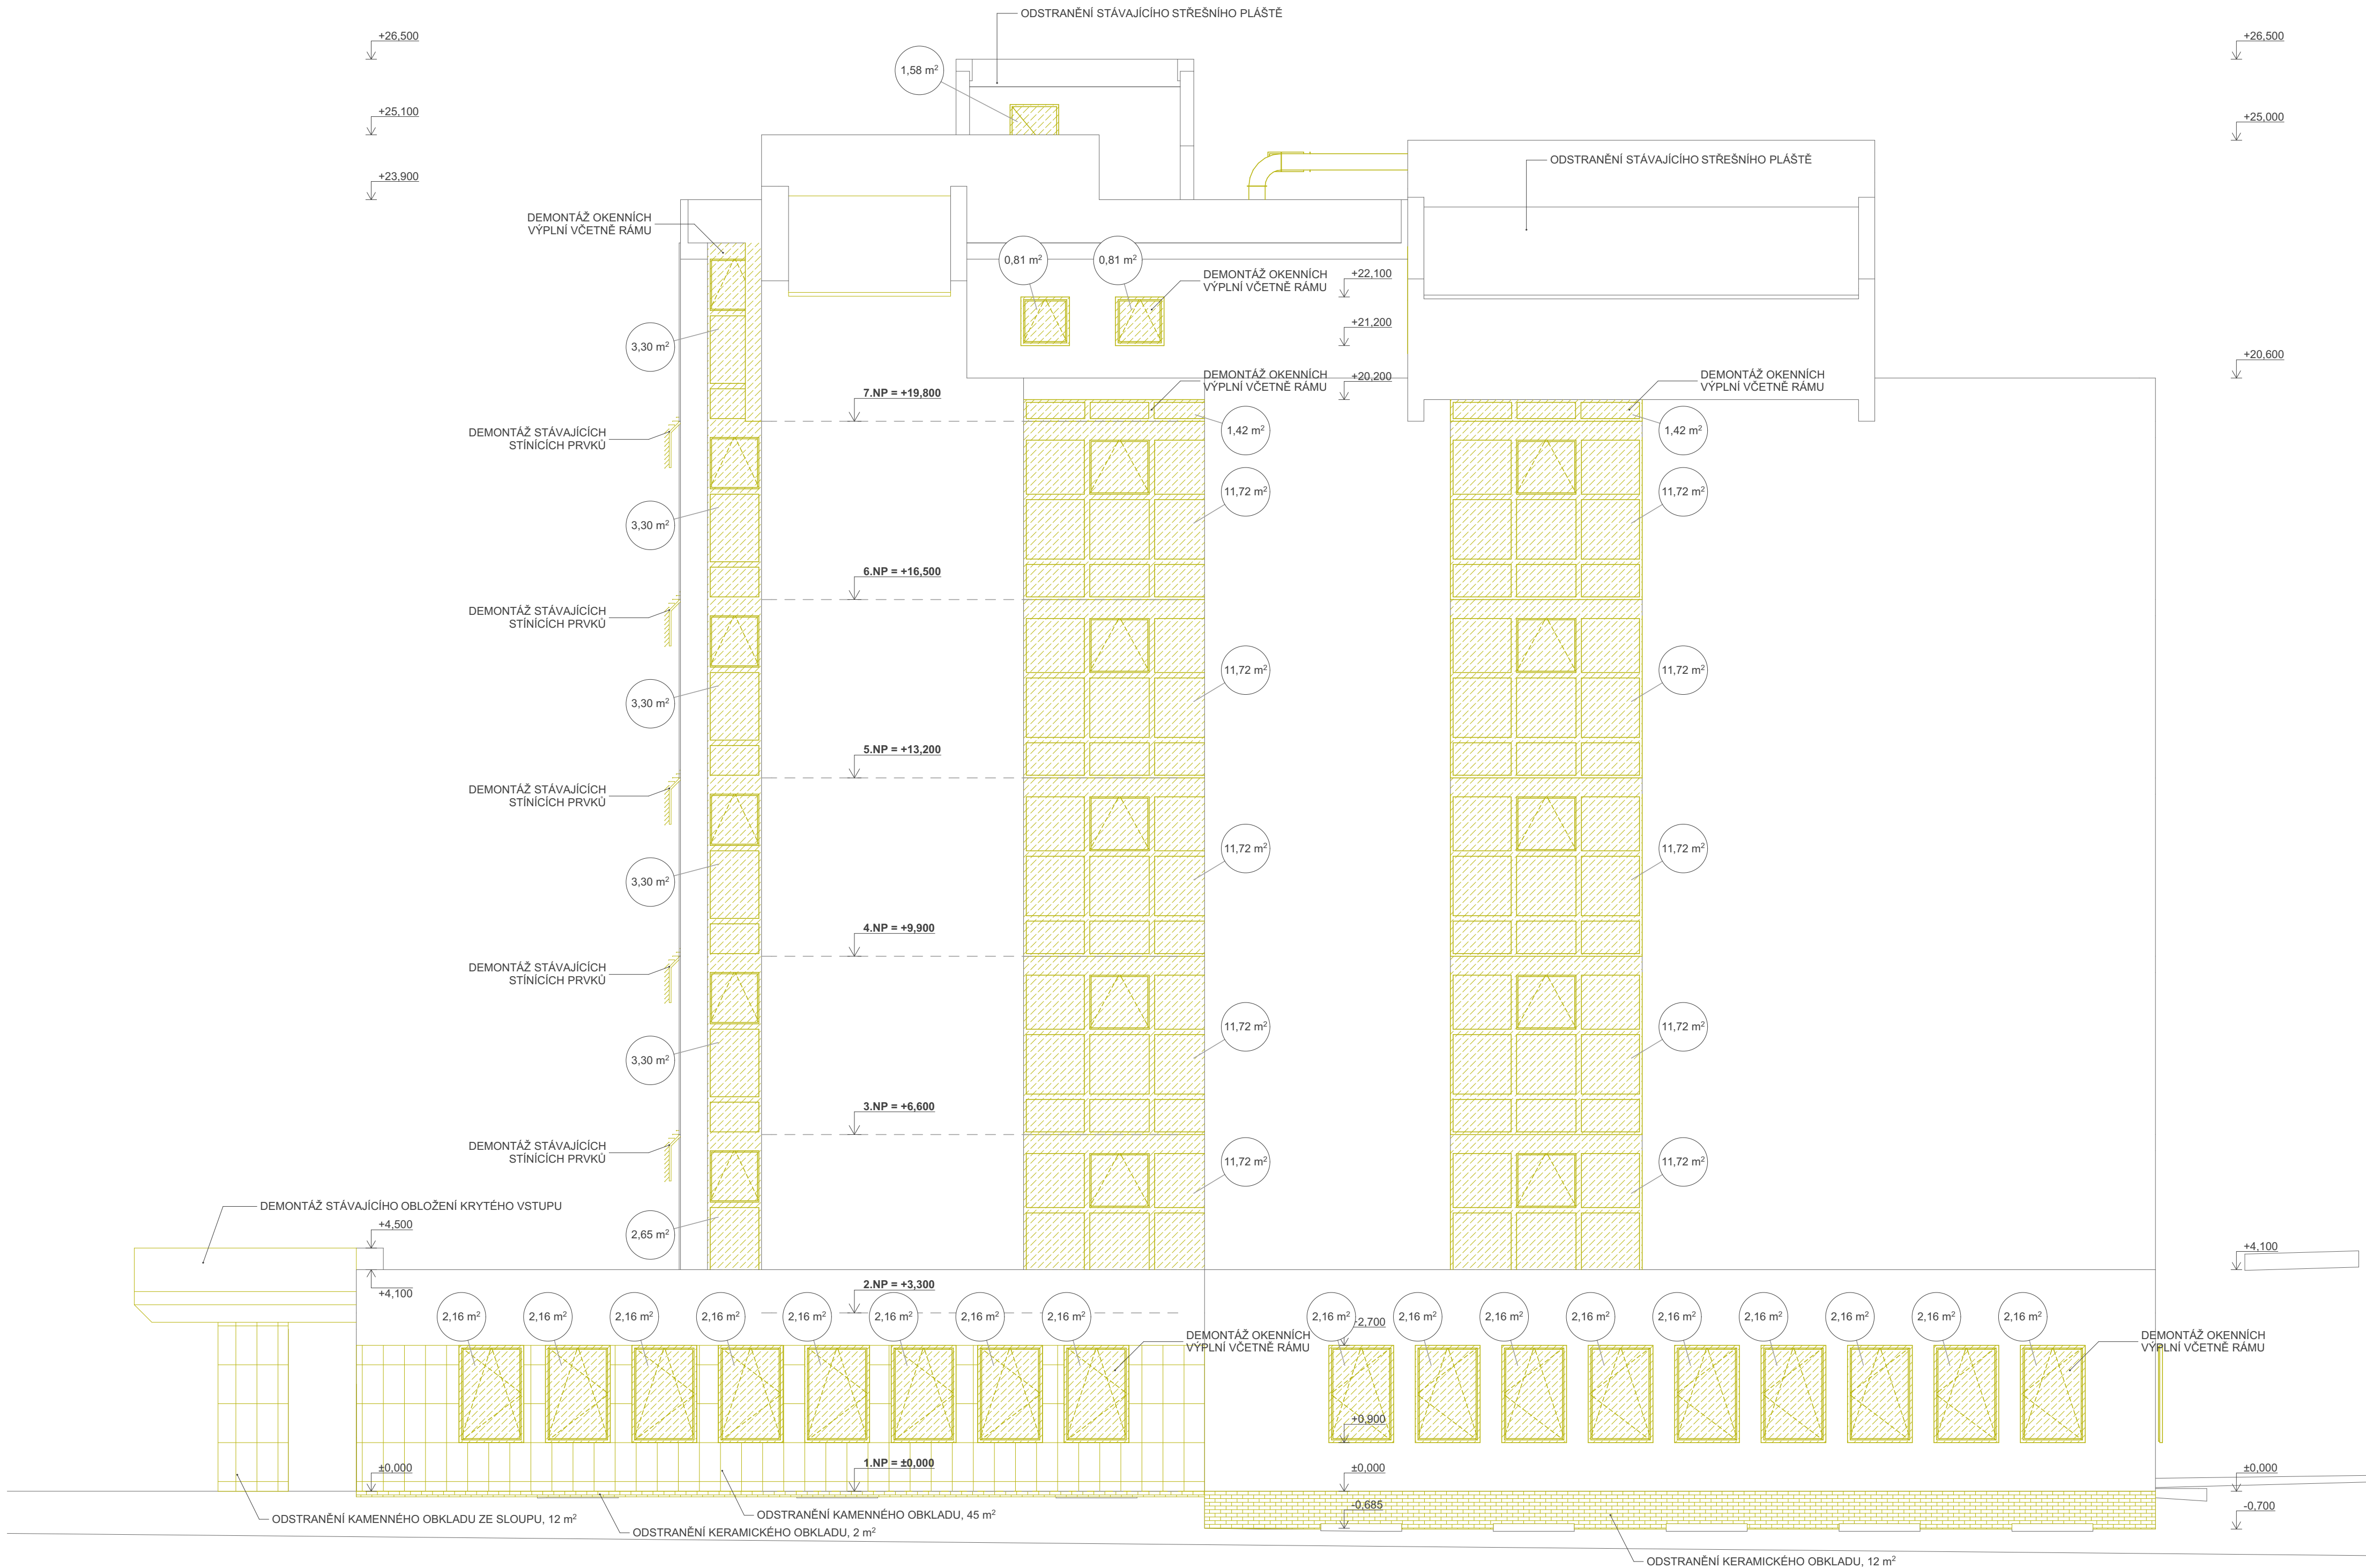 ODSTRANĚNÍ STÁVAJÍCÍHO STŘEŠNÍHO PLÁŠTĚ
+26,500
+26,500
1,58 m²
+25,100
+25,000
ODSTRANĚNÍ STÁVAJÍCÍHO STŘEŠNÍHO PLÁŠTĚ
+23,900
DEMONTÁŽ OKENNÍCH
VÝPLNÍ VČETNĚ RÁMU
0,81 m²
0,81 m²
DEMONTÁŽ OKENNÍCH
VÝPLNÍ VČETNĚ RÁMU
+22,100
+21,200
3,30 m²
+20,600
DEMONTÁŽ OKENNÍCH
VÝPLNÍ VČETNĚ RÁMU
+20,200
DEMONTÁŽ OKENNÍCH
VÝPLNÍ VČETNĚ RÁMU
7.NP = +19,800
DEMONTÁŽ STÁVAJÍCÍCH
STÍNÍCÍCH PRVKŮ
1,42 m²
1,42 m²
11,72 m²
11,72 m²
3,30 m²
6.NP = +16,500
DEMONTÁŽ STÁVAJÍCÍCH
STÍNÍCÍCH PRVKŮ
11,72 m²
11,72 m²
3,30 m²
5.NP = +13,200
DEMONTÁŽ STÁVAJÍCÍCH
STÍNÍCÍCH PRVKŮ
11,72 m²
11,72 m²
3,30 m²
4.NP = +9,900
DEMONTÁŽ STÁVAJÍCÍCH
STÍNÍCÍCH PRVKŮ
11,72 m²
11,72 m²
3,30 m²
3.NP = +6,600
DEMONTÁŽ STÁVAJÍCÍCH
STÍNÍCÍCH PRVKŮ
11,72 m²
11,72 m²
DEMONTÁŽ STÁVAJÍCÍHO OBLOŽENÍ KRYTÉHO VSTUPU
+4,500
2,65 m²
+4,100
+4,100
2.NP = +3,300
2,16 m²
2,16 m²
2,16 m²
2,16 m²
2,16 m²
2,16 m²
2,16 m²
2,16 m²
2,16 m²
+2,700
2,16 m²
2,16 m²
2,16 m²
2,16 m²
2,16 m²
2,16 m²
2,16 m²
2,16 m²
DEMONTÁŽ OKENNÍCH
VÝPLNÍ VČETNĚ RÁMU
DEMONTÁŽ OKENNÍCH
VÝPLNÍ VČETNĚ RÁMU
+0,900
±0,000
1.NP = ±0,000
±0,000
±0,000
-0,685
-0,700
ODSTRANĚNÍ KAMENNÉHO OBKLADU ZE SLOUPU, 12 m²
ODSTRANĚNÍ KAMENNÉHO OBKLADU, 45 m²
ODSTRANĚNÍ KERAMICKÉHO OBKLADU, 2 m²
ODSTRANĚNÍ KERAMICKÉHO OBKLADU, 12 m²